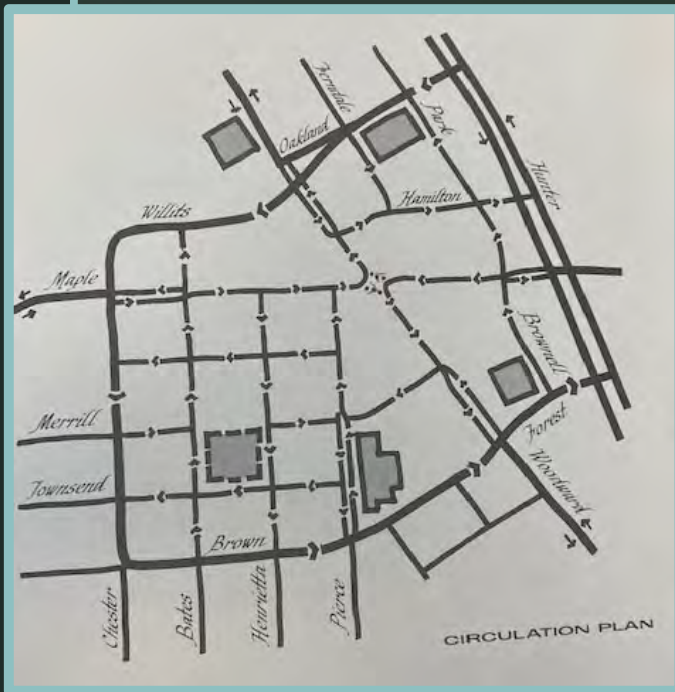 Ferndale
Park
Oakland
Hunter
Hamilton
Willits
Maple
Brownell
Merrill
Forest
Townsend
Woodward
Brown
Chester
Bates
Henrietta
Pierce
CIRCULATION PLAN